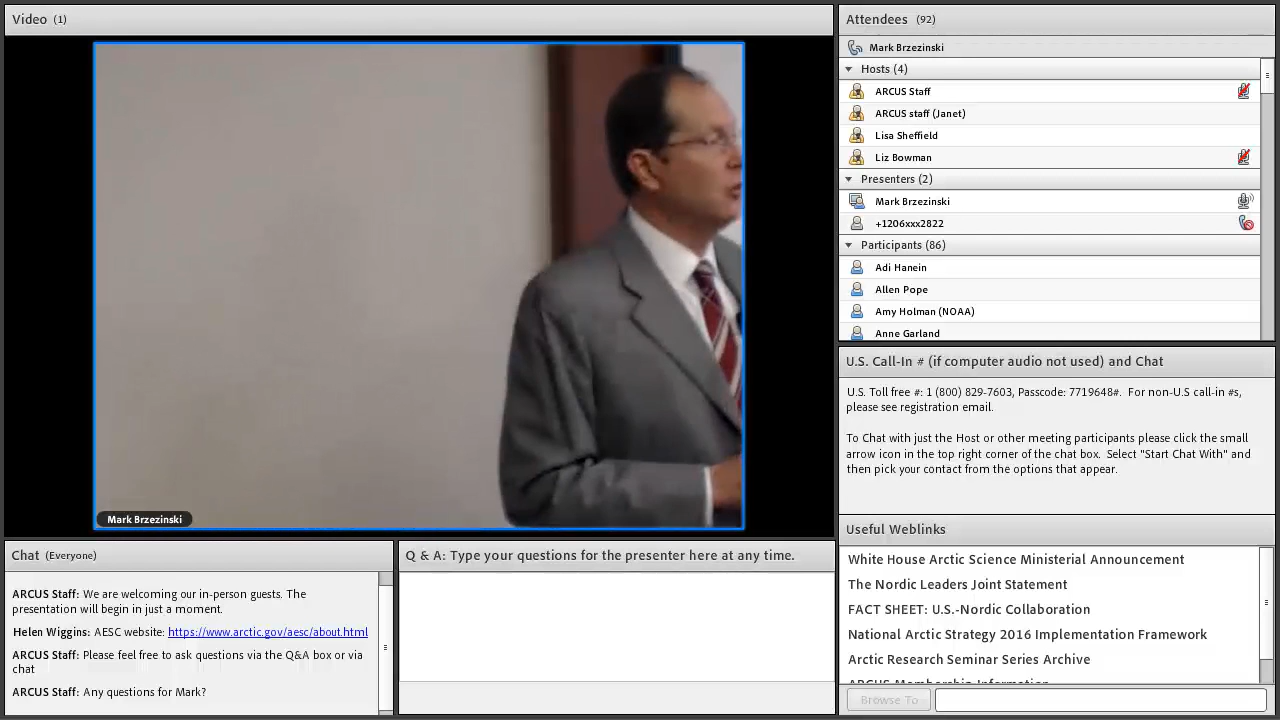 Video (1)
Mark Brzezinski
Chat (Everyone)
ARCUS Staff: We are welcoming our in-person guests. The
presentation will begin in just a moment.
Helen Wiggins: AESC website: https://www.arctic.gov/aesc/about.html
ARCUS Staff: Please feel free to ask questions via the Q&A box or via
chat
ARCUS Staff: Any questions for Mark?
Q & A: Type your questions for the presenter here at any time.
Attendees (92)
Mark Brzezinski
Hosts (4)
ARCUS Staff
ARCUS staff (Janet)
Lisa Sheffield
Liz Bowman
Presenters (2)
Mark Brzezinski
+1206xxx2822
Participants (86)
Adi Hanein
Allen Pope
Amy Holman (NOAA)
Anne Garland
U.S. Call-In # (if computer audio not used) and Chat
U.S. Toll free #: 1 (800) 829-7603, Passcode: 7719648#. For non-U.S call-in #s,
please see registration email.
To Chat with just the Host or other meeting participants please click the small
arrow icon in the top right corner of the chat box. Select "Start Chat With" and
then pick your contact from the options that appear.
Useful Weblinks
White House Arctic Science Ministerial Announcement
The Nordic Leaders Joint Statement
FACT SHEET: U.S.-Nordic Collaboration
National Arctic Strategy 2016 Implementation Framework
Arctic Research Seminar Series Archive
ARCUS Membership Information
Browse To